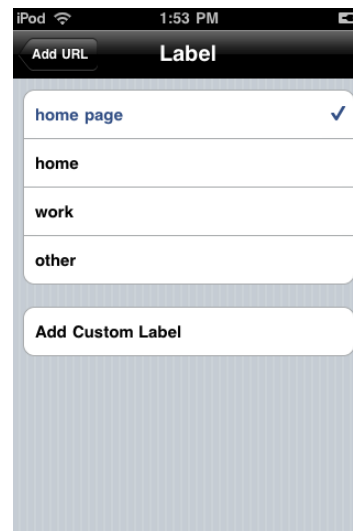 iPod 1:53 PM
Add URL Label
home page
home
work
other
Add Custom Label